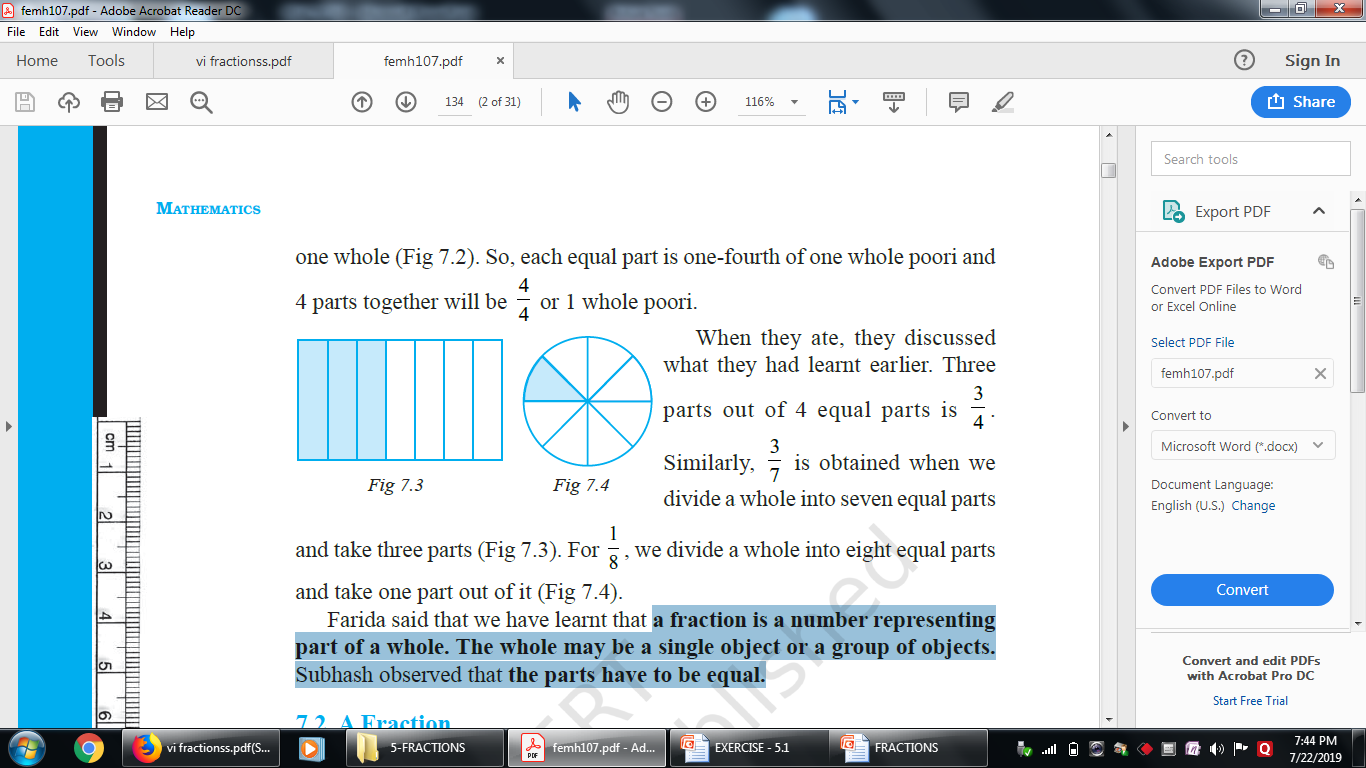 femh107.pdf - Adobe Acrobat Reader DC
File Edit View Window Help
Home Tools vi fractionss.pdf femh107.pdf ×
? Sign In
134 (2 of 31) 116% Share
Search tools
Export PDF
Adobe Export PDF
Convert PDF Files to Word
or Excel Online
Select PDF File
femh107.pdf
Convert to
Microsoft Word (*.docx)
Document Language:
English (U.S.) Change
Convert
Convert and edit PDFs
with Acrobat Pro DC
Start Free Trial
MATHEMATICS
one whole (Fig 7.2). So, each equal part is one-fourth of one whole poori and
4 parts together will be 4/4 or 1 whole poori.
When they ate, they discussed
what they had learnt earlier. Three
parts out of 4 equal parts is 3/4.
Similarly, 3/7 is obtained when we
divide a whole into seven equal parts
Fig 7.3 Fig 7.4
and take three parts (Fig 7.3). For 1/8, we divide a whole into eight equal parts
and take one part out of it (Fig 7.4).
Farida said that we have learnt that a fraction is a number representing
part of a whole. The whole may be a single object or a group of objects.
Subhash observed that the parts have to be equal.
7.2 A Fraction
cm
1
2
3
4
5
6
vi fractionss.pdf(S... 5-FRACTIONS femh107.pdf - Ad... EXERCISE - 5.1 FRACTIONS
7:44 PM
7/22/2019